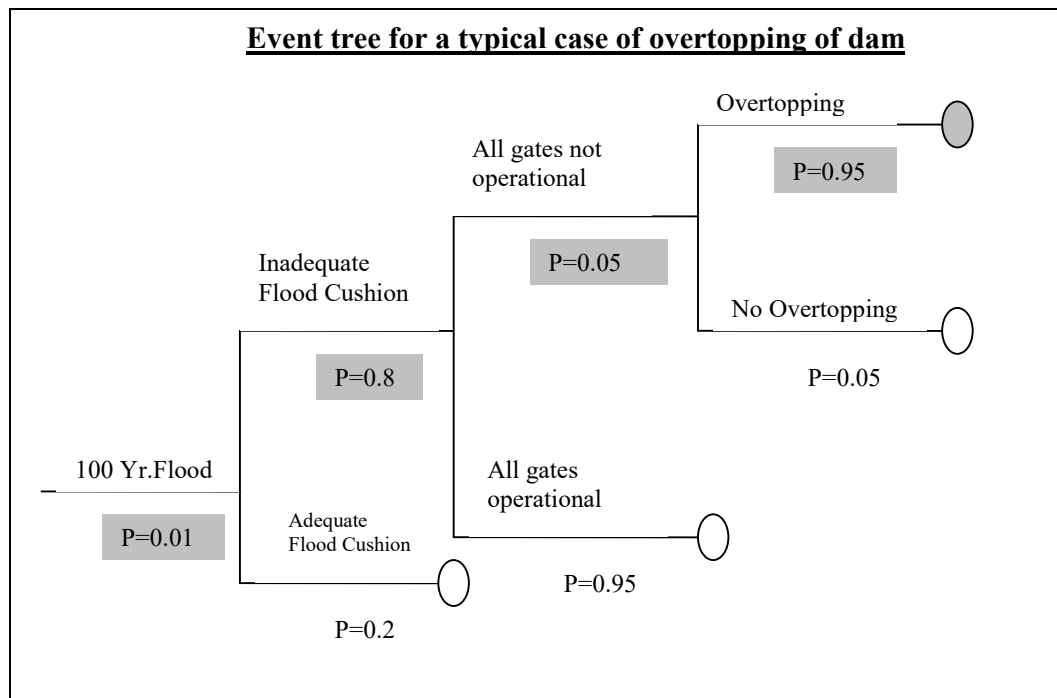 Event tree for a typical case of overtopping of dam
Overtopping
P=0.95
All gates not
operational
P=0.05
No Overtopping
P=0.05
Inadequate
Flood Cushion
P=0.8
All gates
operational
P=0.95
100 Yr.Flood
P=0.01
Adequate
Flood Cushion
P=0.2